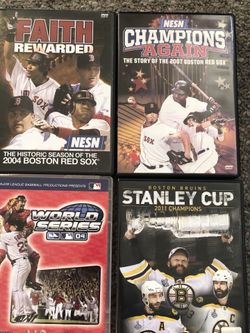 FAITH
REWARDED
NESN
THE HISTORIC SEASON OF THE
2004 BOSTON RED SOX
NESN
CHAMPIONS
AGAIN
THE STORY OF THE 2007 BOSTON RED SOX
MAJOR LEAGUE BASEBALL PRODUCTIONS PRESENTS
WORLD
SERIES
04
BOSTON BRUINS
STANLEY CUP
2011 CHAMPIONS